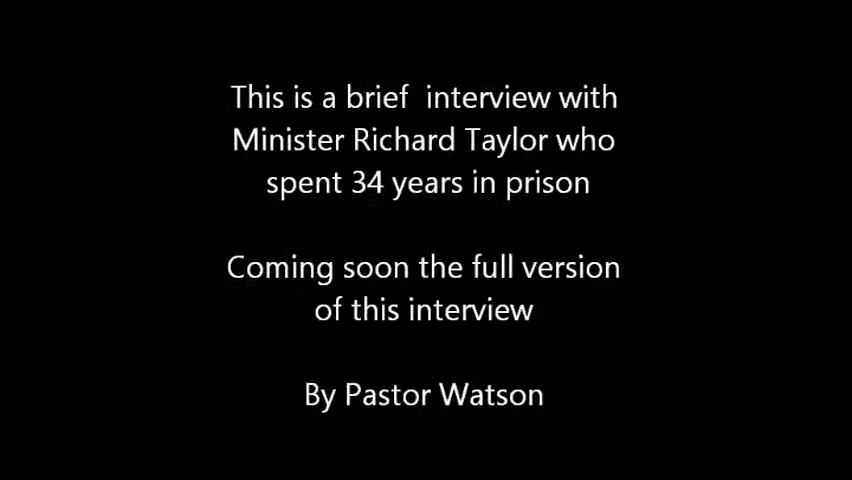 This is a brief  interview with
Minister Richard Taylor who
spent 34 years in prison
Coming soon the full version
of this interview
By Pastor Watson